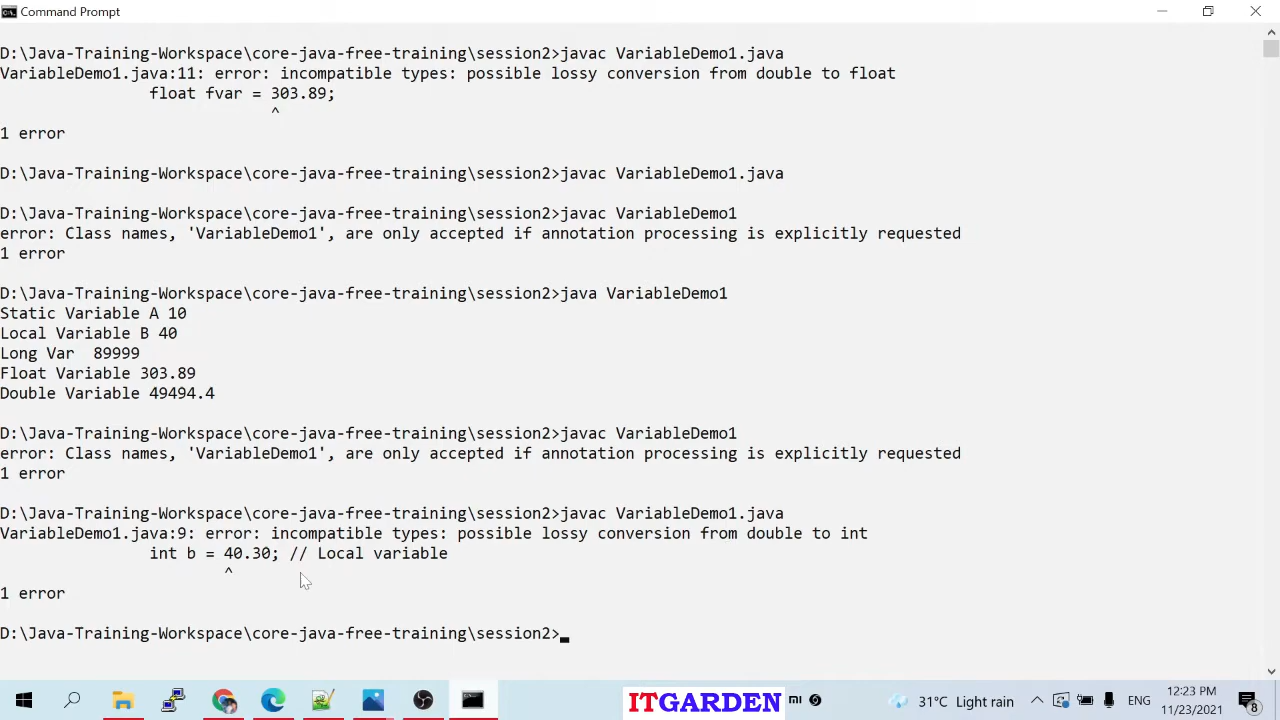 Command Prompt
D:\Java-Training-Workspace\core-java-free-training\session2>javac VariableDemo1.java
VariableDemo1.java:11: error: incompatible types: possible lossy conversion from double to float
float fvar = 303.89;
^
1 error
D:\Java-Training-Workspace\core-java-free-training\session2>javac VariableDemo1.java
D:\Java-Training-Workspace\core-java-free-training\session2>javac VariableDemo1
error: Class names, 'VariableDemo1', are only accepted if annotation processing is explicitly requested
1 error
D:\Java-Training-Workspace\core-java-free-training\session2>java VariableDemo1
Static Variable A 10
Local Variable B 40
Long Var  89999
Float Variable 303.89
Double Variable 49494.4
D:\Java-Training-Workspace\core-java-free-training\session2>javac VariableDemo1
error: Class names, 'VariableDemo1', are only accepted if annotation processing is explicitly requested
1 error
D:\Java-Training-Workspace\core-java-free-training\session2>javac VariableDemo1.java
VariableDemo1.java:9: error: incompatible types: possible lossy conversion from double to int
int b = 40.30; // Local variable
^
1 error
D:\Java-Training-Workspace\core-java-free-training\session2>
ITGARDEN
31°C Light rain
ENG
12:23 PM
11/23/2021
8